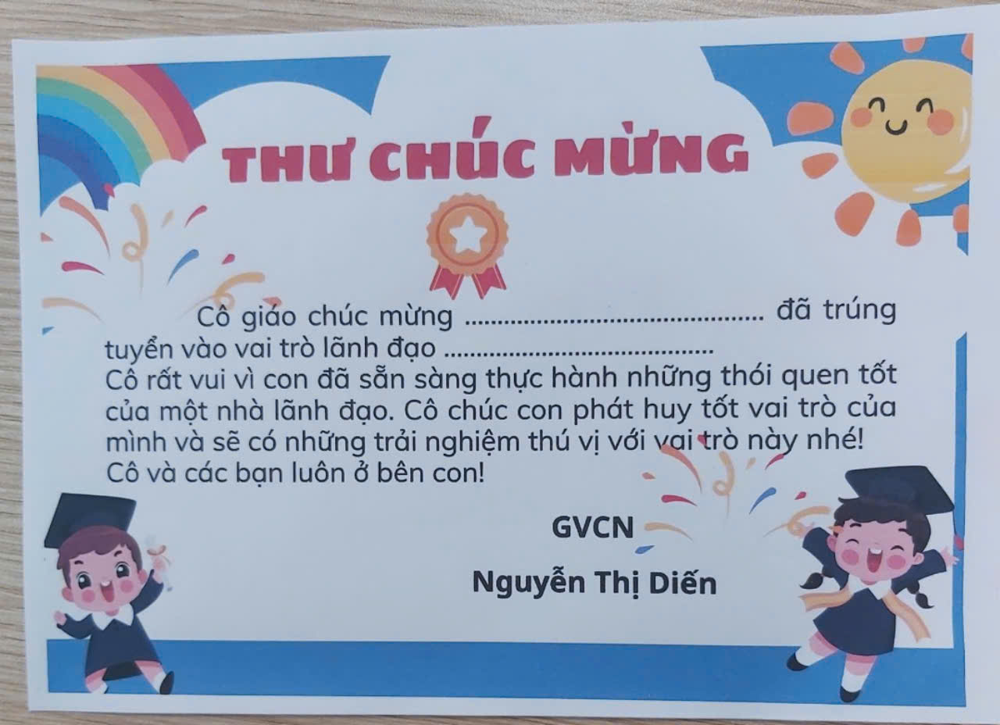 THƯ CHÚC MỪNG
Cô giáo chúc mừng ............................................ đã trúng
tuyển vào vai trò lãnh đạo ........................................
Cô rất vui vì con đã sẵn sàng thực hành những thói quen tốt
của một nhà lãnh đạo. Cô chúc con phát huy tốt vai trò của
mình và sẽ có những trải nghiệm thú vị với vai trò này nhé!
Cô và các bạn luôn ở bên con!
GVCN
Nguyễn Thị Diến